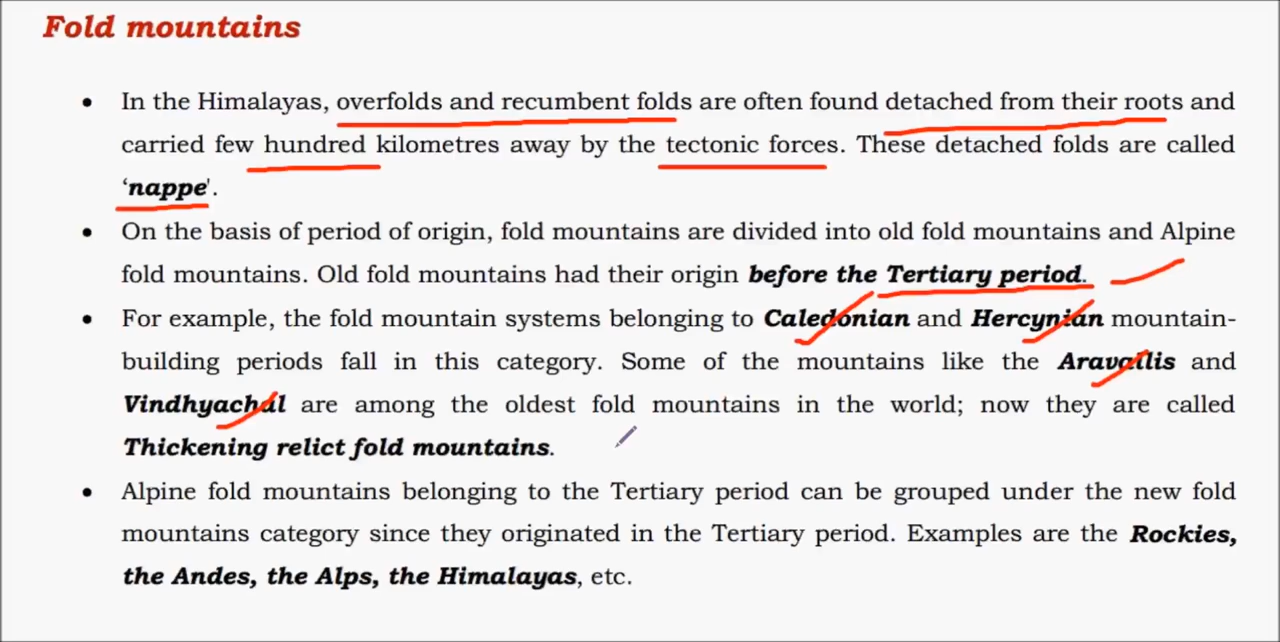 Fold mountains
• In the Himalayas, overfolds and recumbent folds are often found detached from their roots and
carried few hundred kilometres away by the tectonic forces. These detached folds are called
‘nappe'.
• On the basis of period of origin, fold mountains are divided into old fold mountains and Alpine
fold mountains. Old fold mountains had their origin before the Tertiary period.
• For example, the fold mountain systems belonging to Caledonian and Hercynian mountain-
building periods fall in this category. Some of the mountains like the Aravallis and
Vindhyachal are among the oldest fold mountains in the world; now they are called
Thickening relict fold mountains.
• Alpine fold mountains belonging to the Tertiary period can be grouped under the new fold
mountains category since they originated in the Tertiary period. Examples are the Rockies,
the Andes, the Alps, the Himalayas, etc.